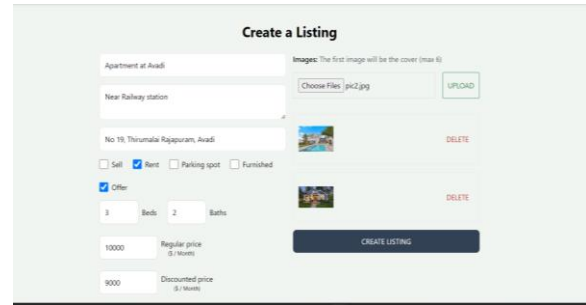 Create a Listing
Apartment at Avadi
Near Railway station
No 19, Thirumalai Rajapuram, Avadi
Sell Rent Parking spot Furnished
Offer
3 Beds 2 Baths
10000 Regular price
($ / Month)
9000 Discounted price
($ / Month)
Images: The first image will be the cover (max 6)
Choose Files pic2.jpg UPLOAD
DELETE
DELETE
CREATE LISTING